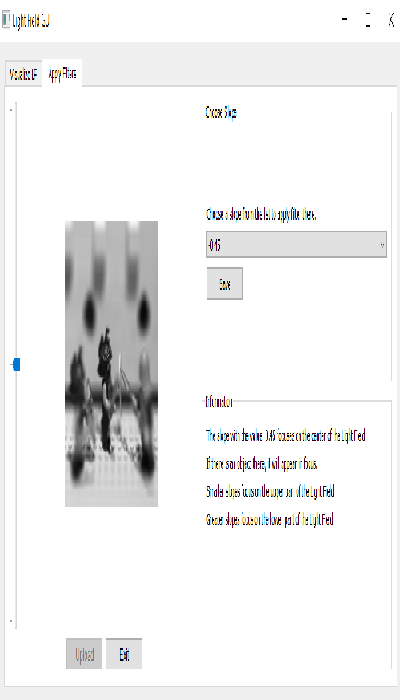 Light Field GUI
Visualize LF
Apply Filters
Choose Slope
Choose a slope from the list to apply filter there.
-0.45
Save
Information
The slope with the value -0.45 focuses on the center of the Light Field
If there is an object there, it will appear in focus.
Smaller slopes focus on the upper part of the Light Field
Greater slopes focus on the lower part of the Light Field
Upload
Exit